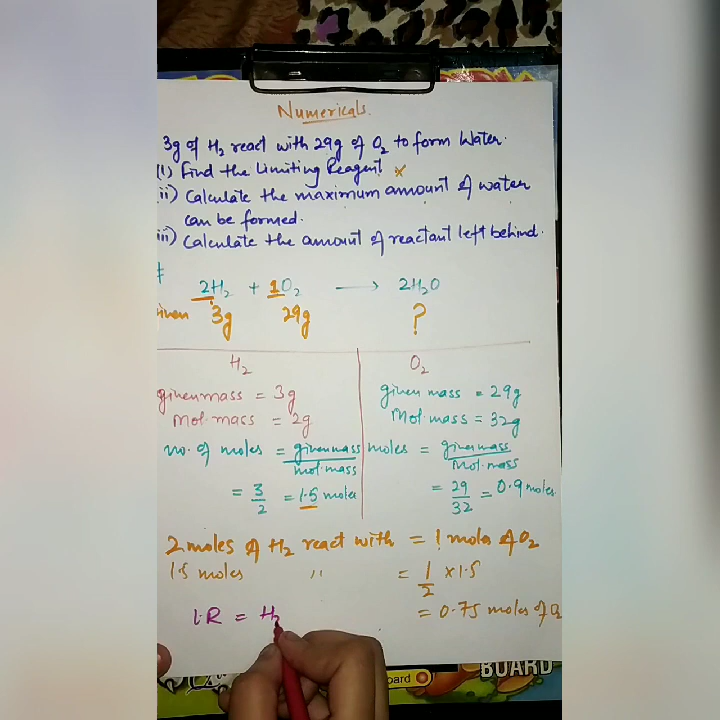 Numericals.
3g of H₂ react with 29g of O₂ to form Water.
(i) Find the Limiting Reagent ×
ii) Calculate the maximum amount of water
can be formed.
iii) Calculate the amount of reactant left behind.
2H₂ + 1O₂ → 2H₂O
given 3g 29g ?
H₂
given mass = 3g
Mol. mass = 2g
no. of moles = given mass / mol. mass
= 3/2 = 1.5 moles
O₂
given mass = 29g
Mol. mass = 32g
moles = given mass / Mol. mass
= 29/32 = 0.9 moles
2 moles of H₂ react with = 1 moles of O₂
1.5 moles " = 1/2 × 1.5
= 0.75 moles of O₂
L.R = H₂
BOARD
oard